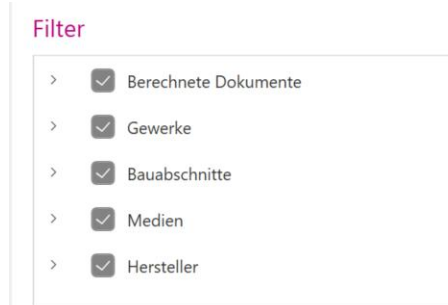 Filter
Berechnete Dokumente
Gewerke
Bauabschnitte
Medien
Hersteller